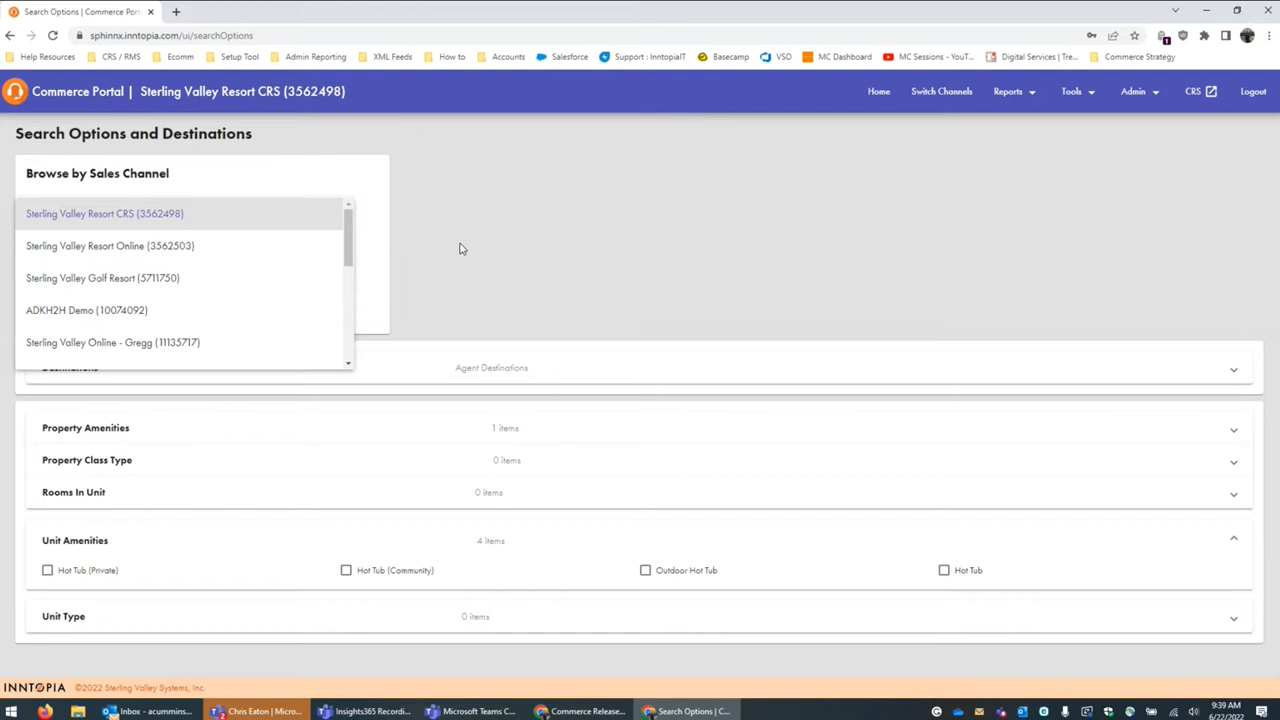 Search Options | Commerce Por
sphinnx.inntopia.com/ui/searchOptions
Help Resources CRS / RMS Ecomm Setup Tool Admin Reporting XML Feeds How to Accounts Salesforce Support : InntopiaIT Basecamp VSO MC Dashboard MC Sessions - YouT... Digital Services | Tre... Commerce Strategy
Commerce Portal | Sterling Valley Resort CRS (3562498) Home Switch Channels Reports Tools Admin CRS Logout
Search Options and Destinations
Browse by Sales Channel
Sterling Valley Resort CRS (3562498)
Sterling Valley Resort Online (3562503)
Sterling Valley Golf Resort (5711750)
ADKH2H Demo (10074092)
Sterling Valley Online - Gregg (11135717)
Destinations Agent Destinations
Property Amenities 1 items
Property Class Type 0 items
Rooms In Unit 0 items
Unit Amenities 4 items
Hot Tub (Private) Hot Tub (Community) Outdoor Hot Tub Hot Tub
Unit Type 0 items
INNTOPIA ©2022 Sterling Valley Systems, Inc.
Inbox - acummins... Chris Eaton | Micro... Insights365 Recordi... Microsoft Teams C... Commerce Release... Search Options | C... 9:39 AM
6/22/2022